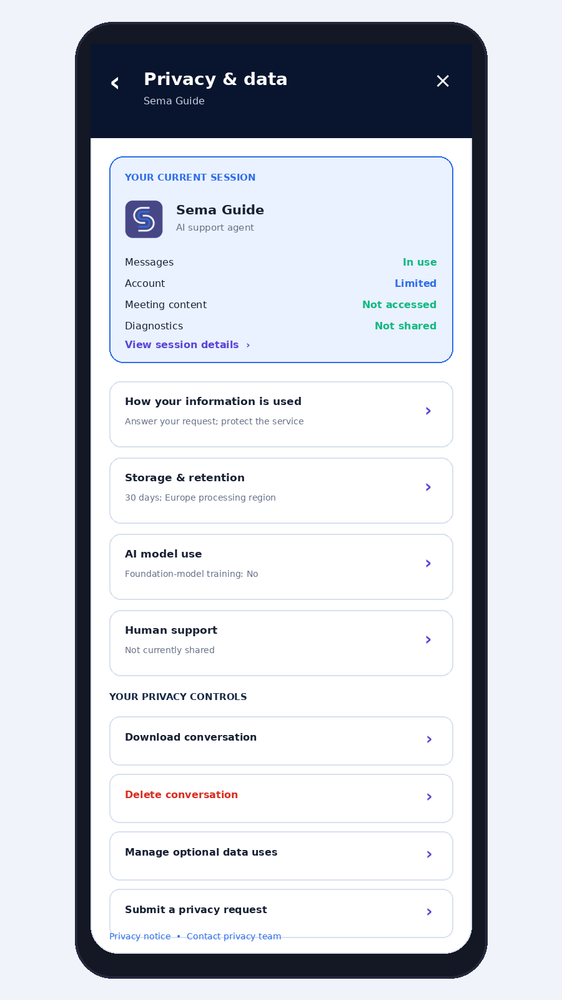 Privacy & data
Sema Guide
YOUR CURRENT SESSION
Sema Guide
AI support agent
Messages In use
Account Limited
Meeting content Not accessed
Diagnostics Not shared
View session details ›
How your information is used ›
Answer your request; protect the service
Storage & retention ›
30 days; Europe processing region
AI model use ›
Foundation-model training: No
Human support ›
Not currently shared
YOUR PRIVACY CONTROLS
Download conversation ›
Delete conversation ›
Manage optional data uses ›
Submit a privacy request ›
Privacy notice • Contact privacy team